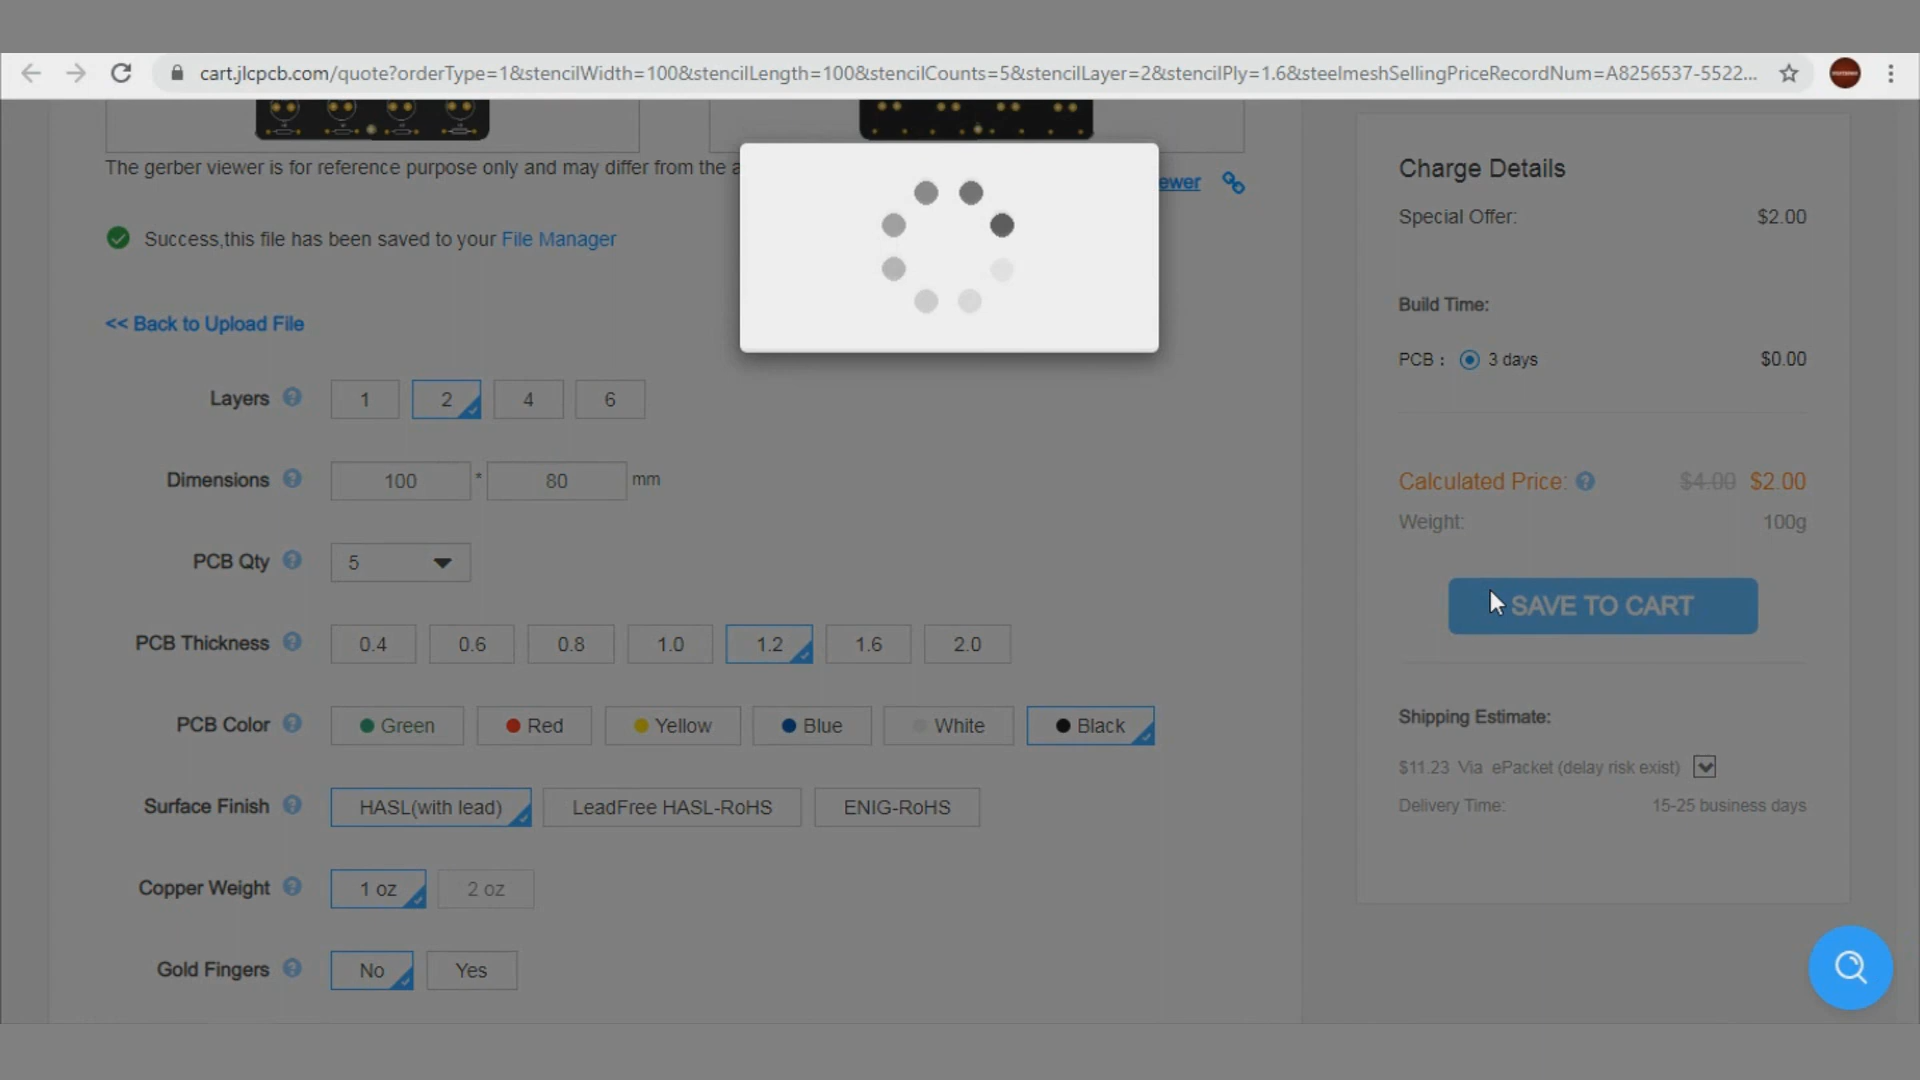 cart.jlcpcb.com/quote?orderType=1&stencilWidth=100&stencilLength=100&stencilCounts=5&stencilLayer=2&stencilPly=1.6&steelmeshSellingPriceRecordNum=A8256537-5522...
The gerber viewer is for reference purpose only and may differ from the a
ewer
Success,this file has been saved to your File Manager
<< Back to Upload File
Layers ? 1 2 4 6
Dimensions ? 100 * 80 mm
PCB Qty ? 5
PCB Thickness ? 0.4 0.6 0.8 1.0 1.2 1.6 2.0
PCB Color ? Green Red Yellow Blue White Black
Surface Finish ? HASL(with lead) LeadFree HASL-RoHS ENIG-RoHS
Copper Weight ? 1 oz 2 oz
Gold Fingers ? No Yes
Charge Details
Special Offer: $2.00
Build Time:
PCB : 3 days $0.00
Calculated Price: ? $4.00 $2.00
Weight: 100g
SAVE TO CART
Shipping Estimate:
$11.23 Via ePacket (delay risk exist)
Delivery Time: 15-25 business days